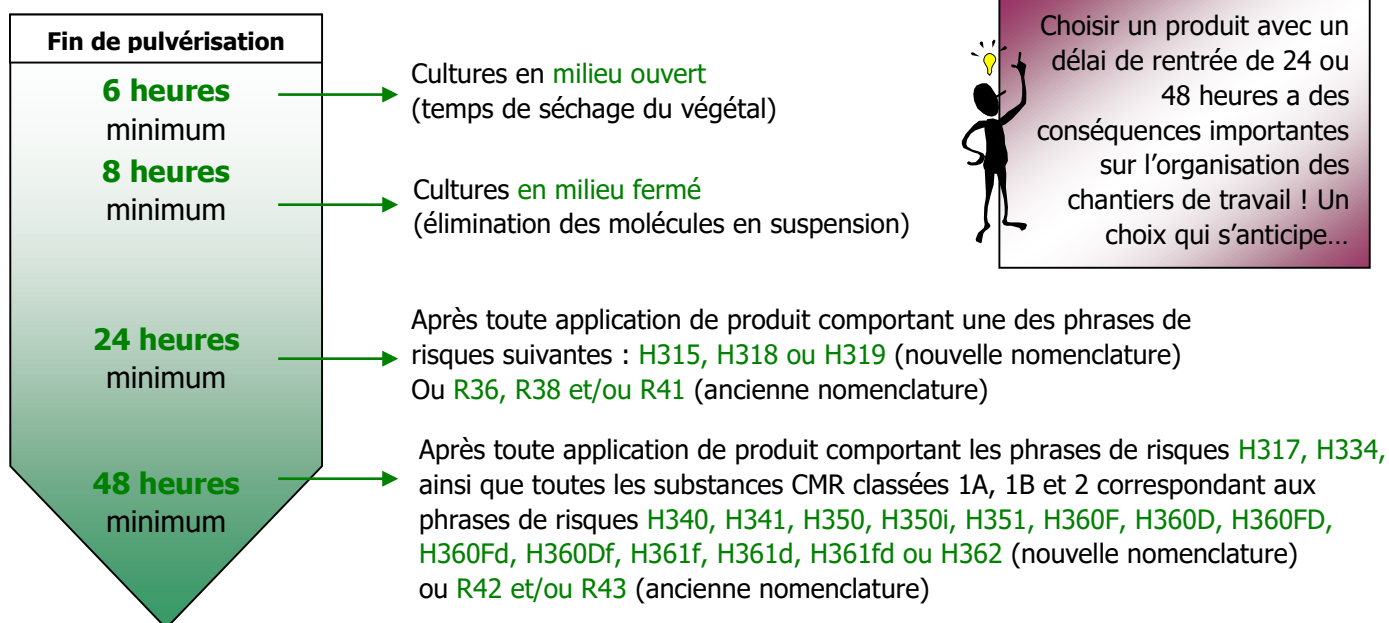 Fin de pulvérisation
6 heures
minimum
8 heures
minimum
24 heures
minimum
48 heures
minimum
Cultures en milieu ouvert
(temps de séchage du végétal)
Cultures en milieu fermé
(élimination des molécules en suspension)
Après toute application de produit comportant une des phrases de
risques suivantes : H315, H318 ou H319 (nouvelle nomenclature)
Ou R36, R38 et/ou R41 (ancienne nomenclature)
Après toute application de produit comportant les phrases de risques H317, H334,
ainsi que toutes les substances CMR classées 1A, 1B et 2 correspondant aux
phrases de risques H340, H341, H350, H350i, H351, H360F, H360D, H360FD,
H360Fd, H360Df, H361f, H361d, H361fd ou H362 (nouvelle nomenclature)
ou R42 et/ou R43 (ancienne nomenclature)
Choisir un produit avec un
délai de rentrée de 24 ou
48 heures a des
conséquences importantes
sur l’organisation des
chantiers de travail ! Un
choix qui s’anticipe…